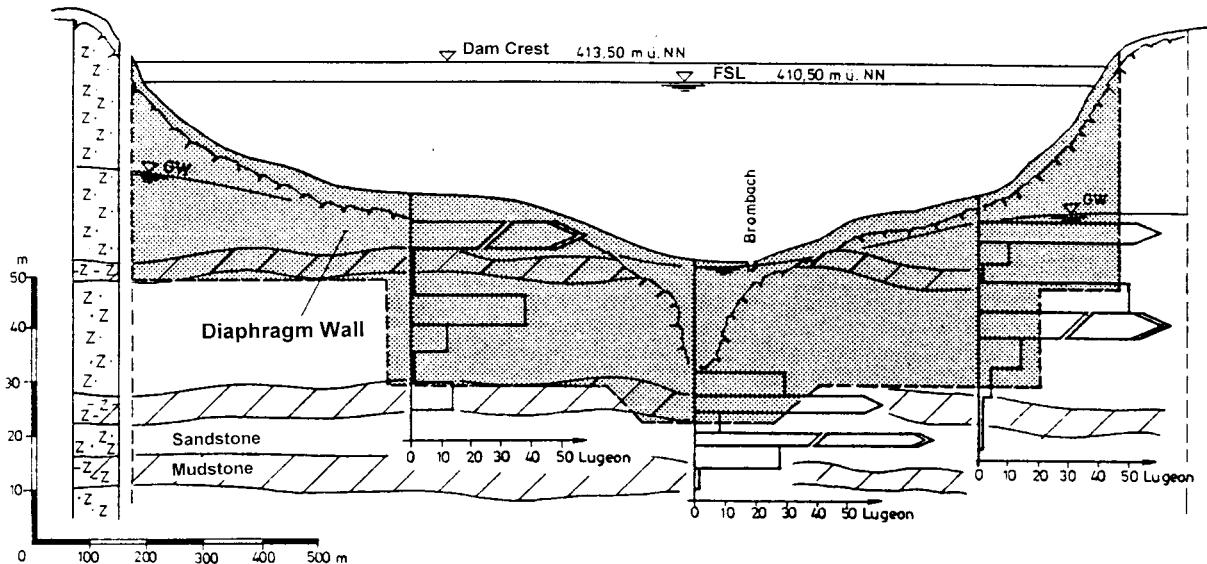 Dam Crest 413,50 m ü. NN
FSL 410,50 m ü. NN
GW
Brombach
GW
m
50
40
30
20
10
Diaphragm Wall
Sandstone
Mudstone
0 10 20 30 40 50 Lugeon
0 10 20 30 40 50 Lugeon
0 10 20 30 40 50 Lugeon
0 100 200 300 400 500 m